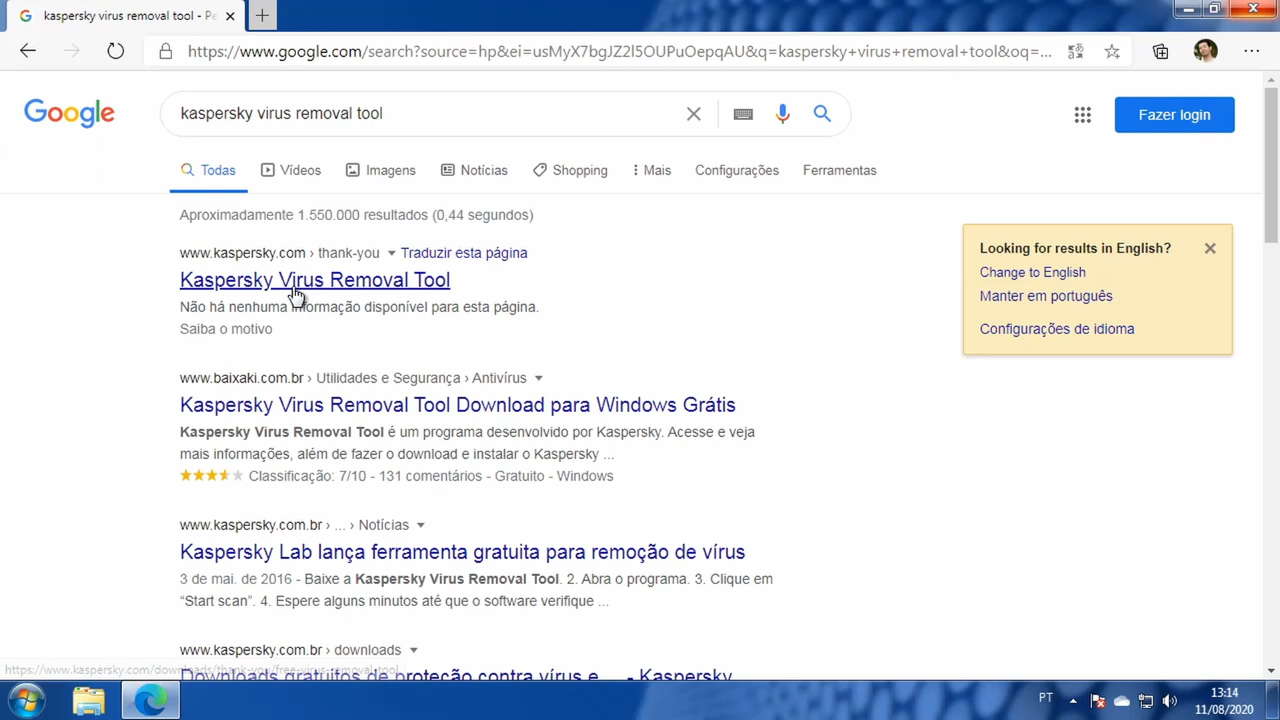 kaspersky virus removal tool - Pe
https://www.google.com/search?source=hp&ei=usMyX7bgJZ2l5OUPuOepqAU&q=kaspersky+virus+removal+tool&oq=...
Google
kaspersky virus removal tool
Fazer login
Todas
Vídeos
Imagens
Notícias
Shopping
Mais
Configurações
Ferramentas
Aproximadamente 1.550.000 resultados (0,44 segundos)
www.kaspersky.com › thank-you Traduzir esta página
Kaspersky Virus Removal Tool
Não há nenhuma informação disponível para esta página.
Saiba o motivo
Looking for results in English?
Change to English
Manter em português
Configurações de idioma
www.baixaki.com.br › Utilidades e Segurança › Antivírus
Kaspersky Virus Removal Tool Download para Windows Grátis
Kaspersky Virus Removal Tool é um programa desenvolvido por Kaspersky. Acesse e veja
mais informações, além de fazer o download e instalar o Kaspersky ...
Classificação: 7/10 - 131 comentários - Gratuito - Windows
www.kaspersky.com.br › ... › Notícias
Kaspersky Lab lança ferramenta gratuita para remoção de vírus
3 de mai. de 2016 - Baixe a Kaspersky Virus Removal Tool. 2. Abra o programa. 3. Clique em
“Start scan”. 4. Espere alguns minutos até que o software verifique ...
www.kaspersky.com.br › downloads
Downloads gratuitos de proteção contra vírus e ... - Kaspersky
https://www.kaspersky.com/downloads/thank-you/free-virus-removal-tool
PT
13:14
11/08/2020